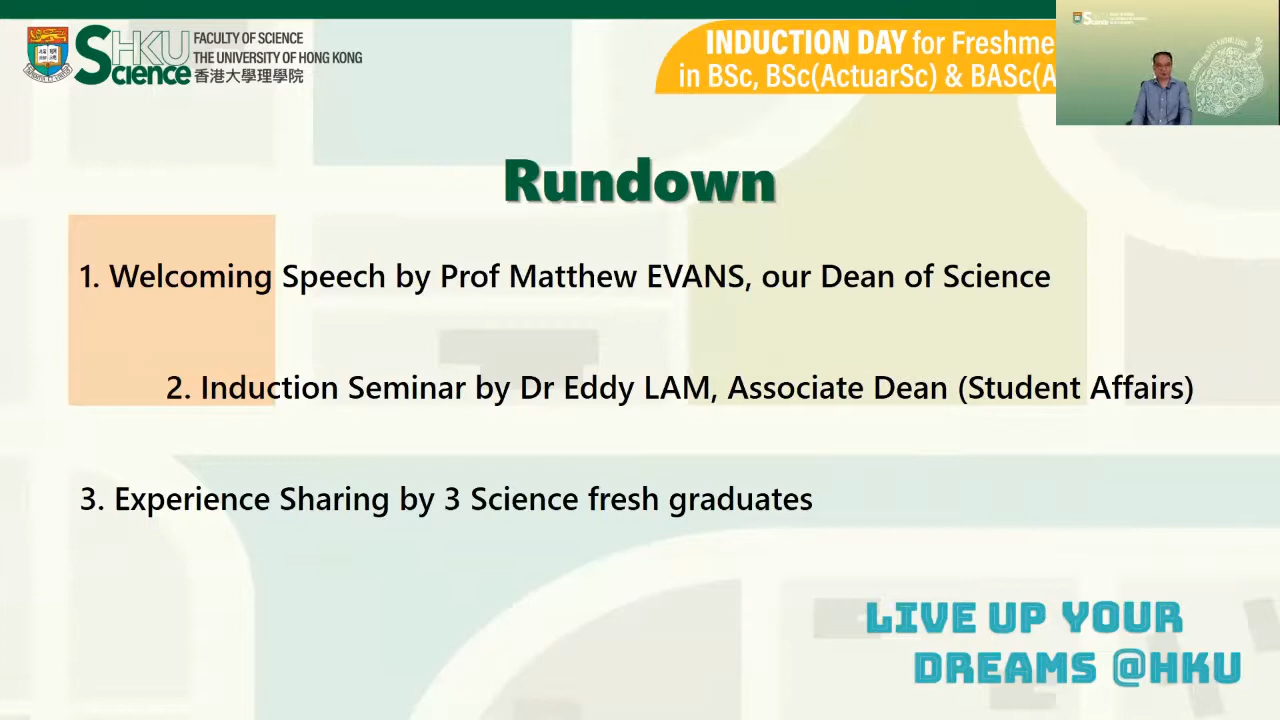 SHKU
Science
FACULTY OF SCIENCE
THE UNIVERSITY OF HONG KONG
香港大學理學院
INDUCTION DAY for Freshme
in BSc, BSc(ActuarSc) & BASc(A
Rundown
1. Welcoming Speech by Prof Matthew EVANS, our Dean of Science
2. Induction Seminar by Dr Eddy LAM, Associate Dean (Student Affairs)
3. Experience Sharing by 3 Science fresh graduates
LIVE UP YOUR
DREAMS @HKU